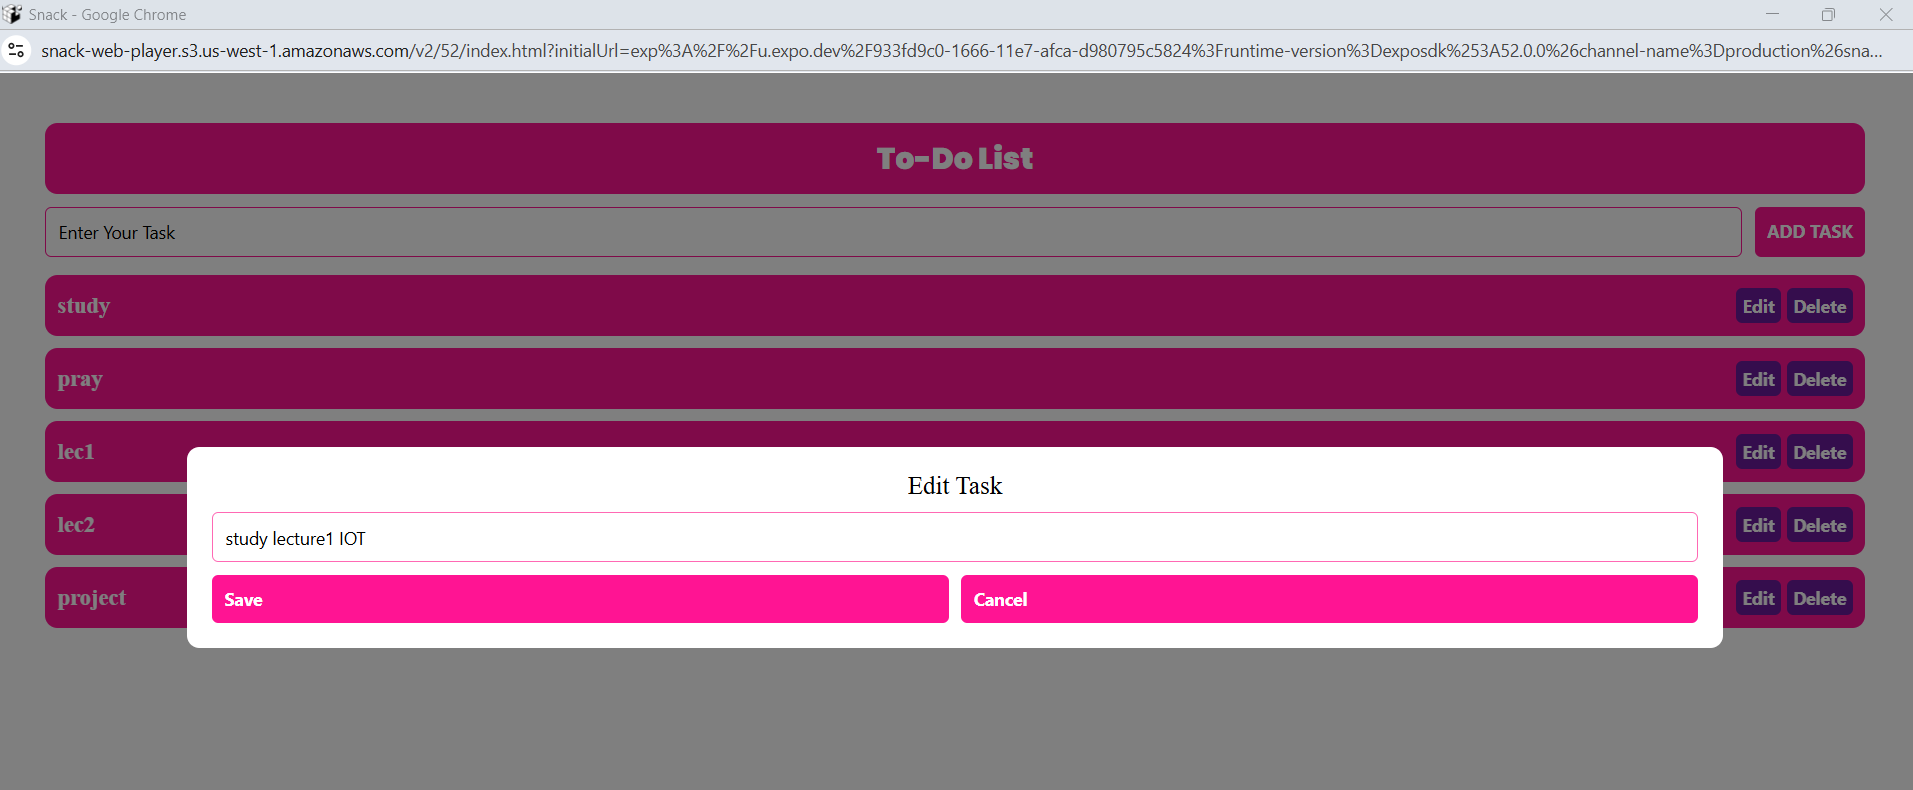 Snack - Google Chrome
snack-web-player.s3.us-west-1.amazonaws.com/v2/52/index.html?initialUrl=exp%3A%2F%2Fu.expo.dev%2F933fd9c0-1666-11e7-afca-d980795c5824%3Fruntime-version%3Dexposdk%253A52.0.0%26channel-name%3Dproduction%26sna...
To-Do List
Enter Your Task ADD TASK
study Edit Delete
pray Edit Delete
lec1 Edit Delete
lec2 Edit Delete
project Edit Delete
Edit Task
study lecture1 IOT
Save Cancel